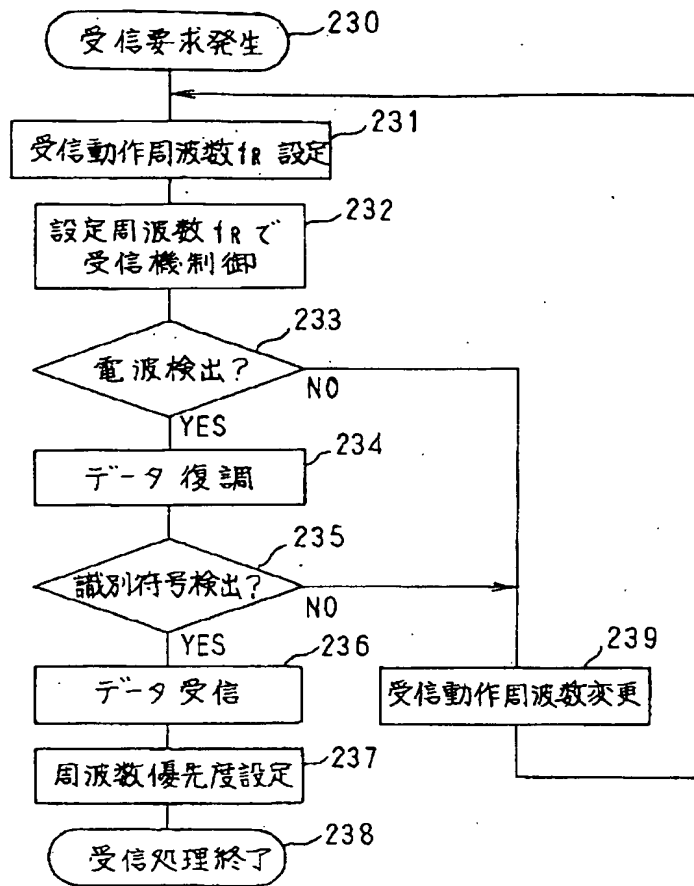 受信要求発生
230
231
受信動作周波数fR 設定
232
設定周波数fRで
受信機制御
233
電波検出?
NO
YES
234
データ復調
235
識別符号検出?
NO
YES
236
データ受信
239
受信動作周波数変更
237
周波数優先度設定
238
受信処理終了